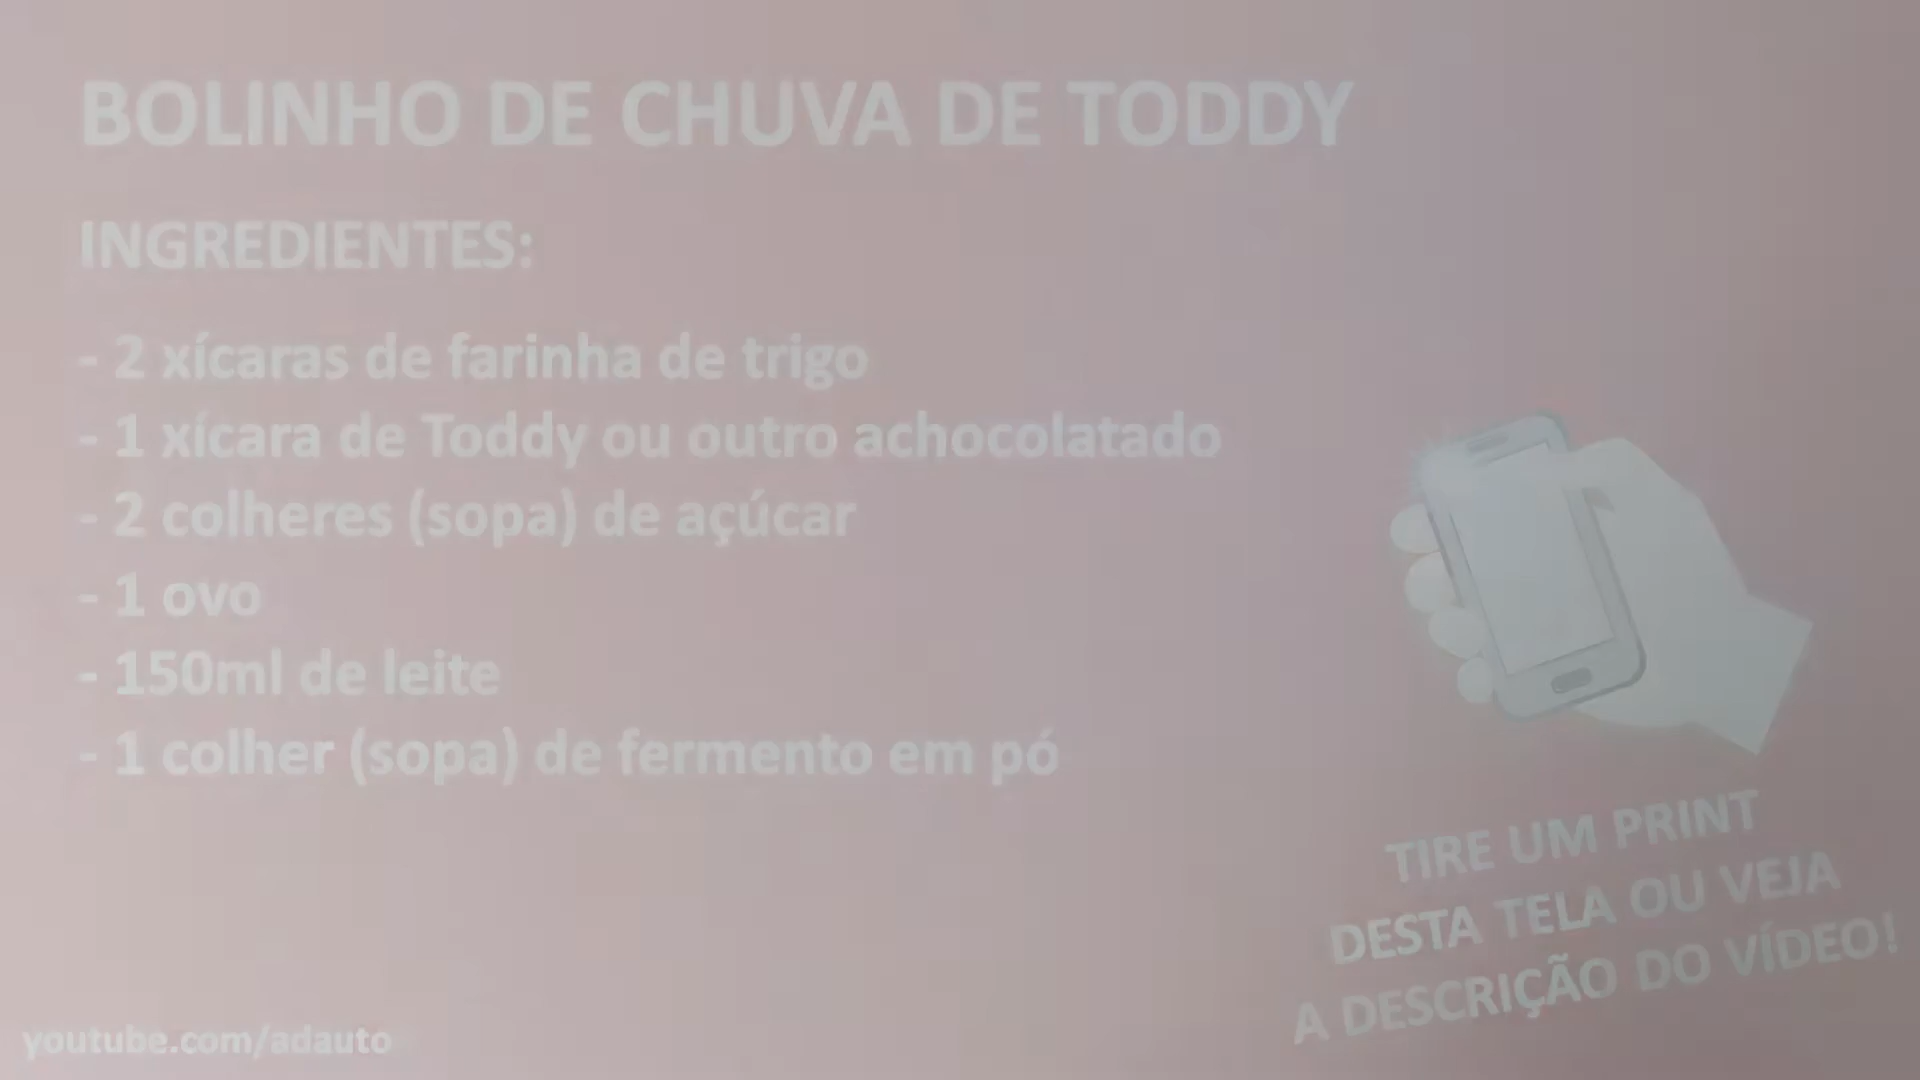 BOLINHO DE CHUVA DE TODDY
INGREDIENTES:
- 2 xícaras de farinha de trigo
- 1 xícara de Toddy ou outro achocolatado
- 2 colheres (sopa) de açúcar
- 1 ovo
- 150ml de leite
- 1 colher (sopa) de fermento em pó
TIRE UM PRINT
DESTA TELA OU VEJA
A DESCRIÇÃO DO VÍDEO!
youtube.com/adauto